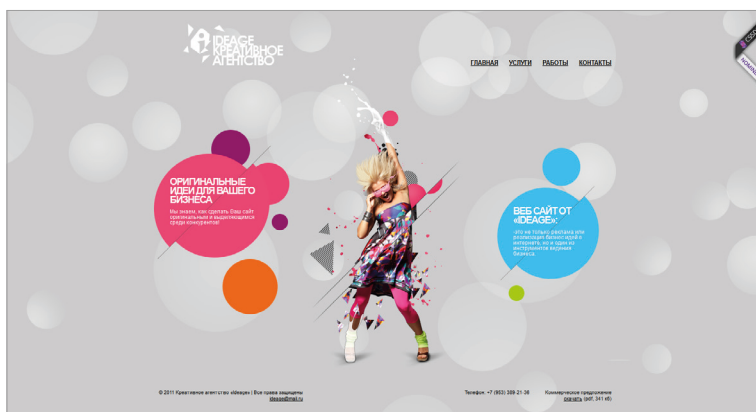 IDEAGE
КРЕАТИВНОЕ
АГЕНТСТВО
ГЛАВНАЯ УСЛУГИ РАБОТЫ КОНТАКТЫ
ОРИГИНАЛЬНЫЕ
ИДЕИ ДЛЯ ВАШЕГО
БИЗНЕСА
Мы знаем, как сделать Ваш сайт
оригинальным и выделяющимся
среди конкурентов!
ВЕБ САЙТ ОТ
«IDEAGE»:
-это не только реклама или
реализация бизнес идей в
интернете, но и один из
инструментов ведения
бизнеса.
© 2011 Креативное агентство «Ideage» | Все права защищены
ideage@mail.ru
Телефон: +7 (953) 309-21-36
Коммерческое предложение
скачать (pdf, 341 кб)